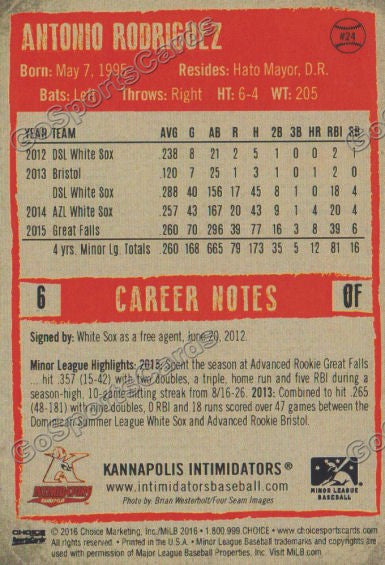 ANTONIO RODRIGUEZ
#24
Born: May 7, 1995 Resides: Hato Mayor, D.R.
Bats: Left Throws: Right HT: 6-4 WT: 205
YEAR TEAM AVG G AB R H 2B 3B HR RBI SB
2012 DSL White Sox .238 8 21 2 5 1 0 0 2 1
2013 Bristol .120 7 25 1 3 1 0 0 1
DSL White Sox .288 40 156 17 45 8 1 0 18 4
2014 AZL White Sox .257 43 167 20 43 9 1 4 20 4
2015 Great Falls .260 70 296 39 77 16 3 8 39 6
4 yrs. Minor Lg. Totals .260 168 665 79 173 35 5 12 81 16
6 CAREER NOTES OF
Signed by: White Sox as a free agent, June 20, 2012.
Minor League Highlights: 2015: Spent the season at Advanced Rookie Great Falls
... hit .357 (15-42) with two doubles, a triple, home run and five RBI during a
season-high, 10-game hitting streak from 8/16-26. 2013: Combined to hit .265
(48-181) with nine doubles, 0 RBI and 18 runs scored over 47 games between the
Dominican Summer League White Sox and Advanced Rookie Bristol.
KANNAPOLIS INTIMIDATORS®
www.intimidatorsbaseball.com
Photo by: Brian Westerholt/Four Seam Images
INTIMIDATORS
KANNAPOLIS
MINOR LEAGUE
BASEBALL
CHOICE
© 2016 Choice Marketing, Inc./MiLB 2016 • 1.800.999.CHOICE • www.choicesportscards.com
All rights reserved. • Printed in the U.S.A. • Minor League Baseball trademarks and copyrights are
used with permission of Major League Baseball Properties, Inc. Visit MiLB.com
GoSportsCards
GoSportsCards
GoSportsCards
GoSportsCards